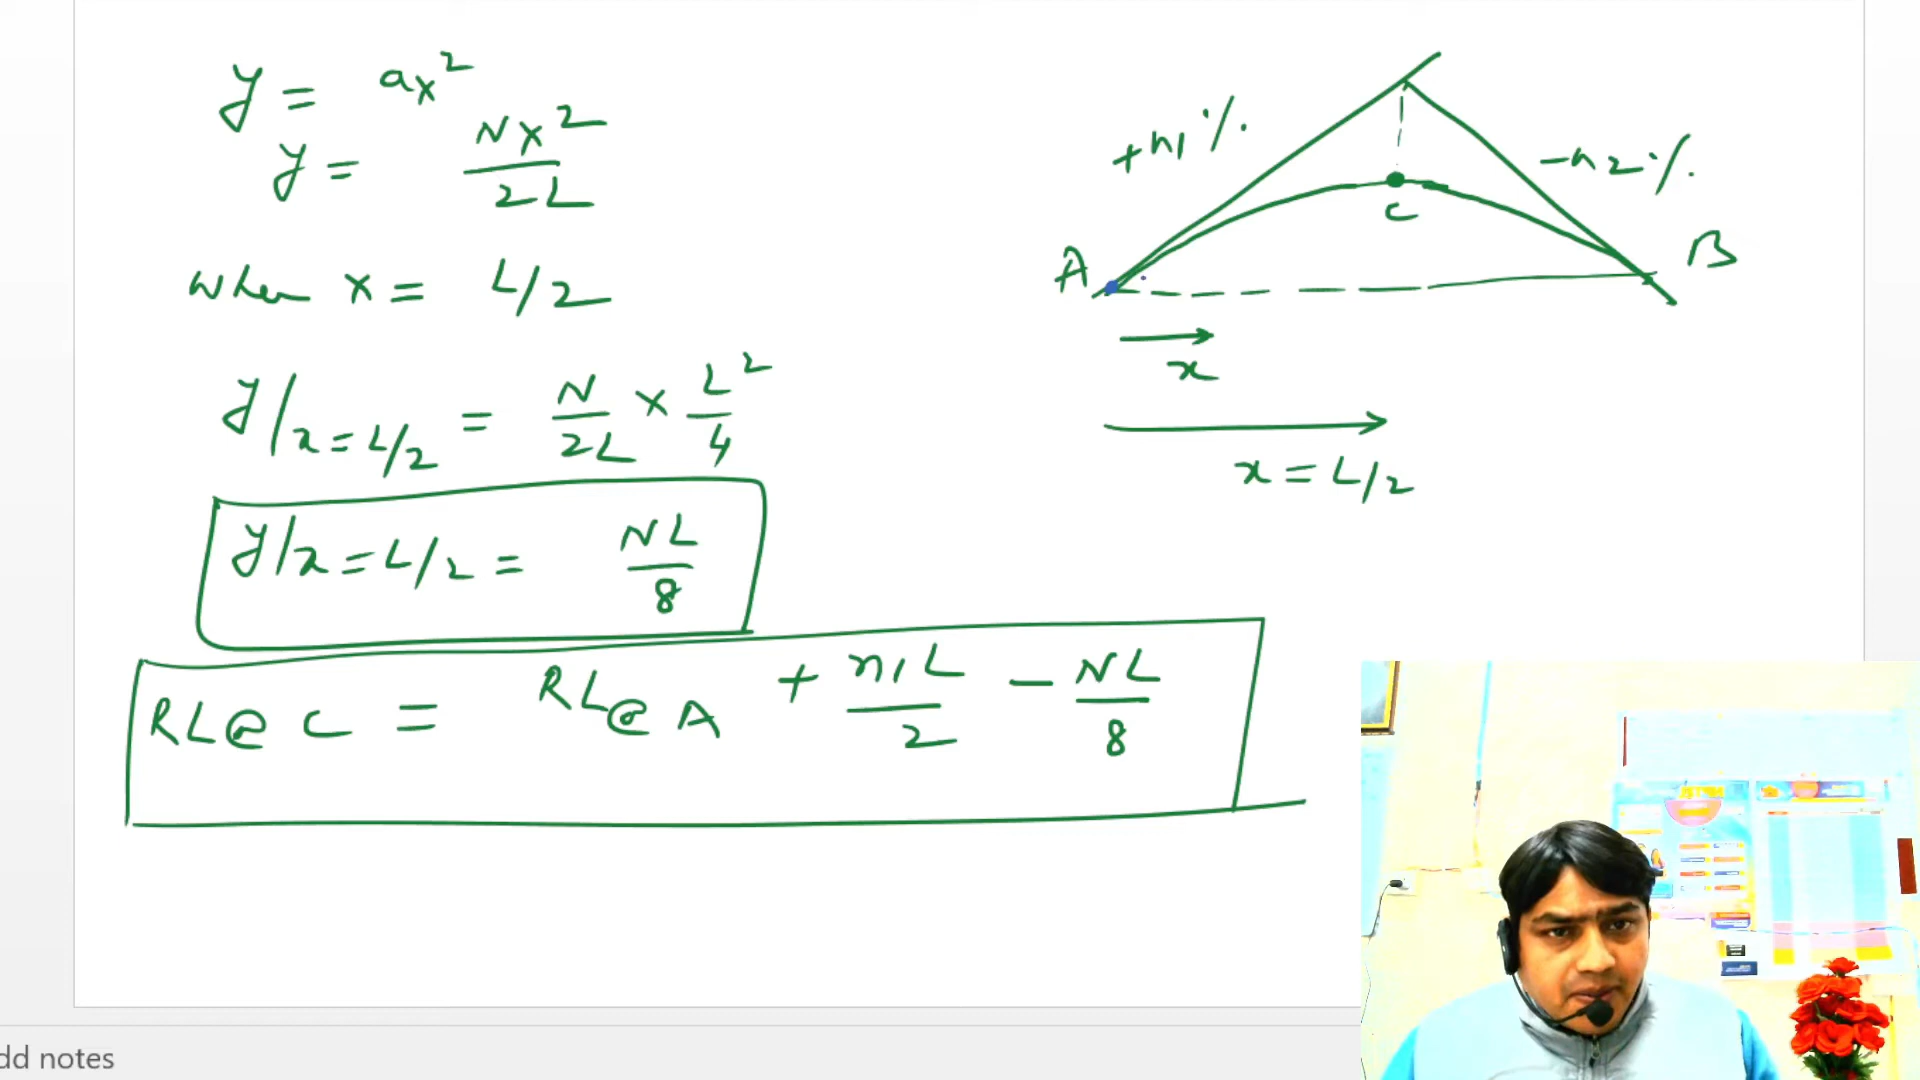 y = ax²
y = Nx²/2L
when x = L/2
y/x=L/2 = N/2L × L²/4
y/x=L/2 = NL/8
RL@C = RL@A + n₁L/2 − NL/8
+n₁%
−n₂%
C
A
B
x
x = L/2
dd notes